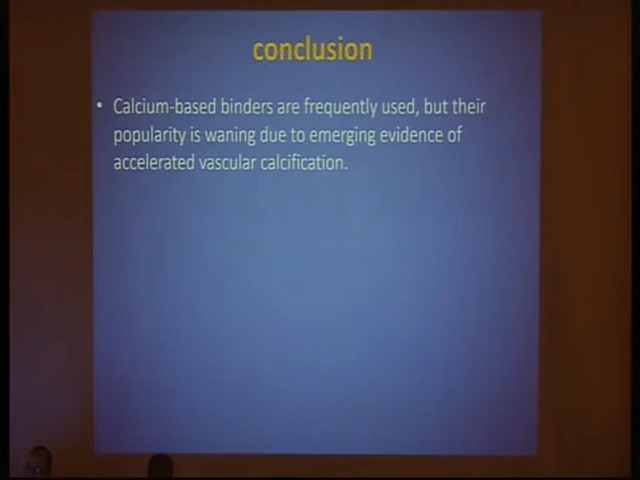 conclusion
• Calcium-based binders are frequently used, but their
popularity is waning due to emerging evidence of
accelerated vascular calcification.